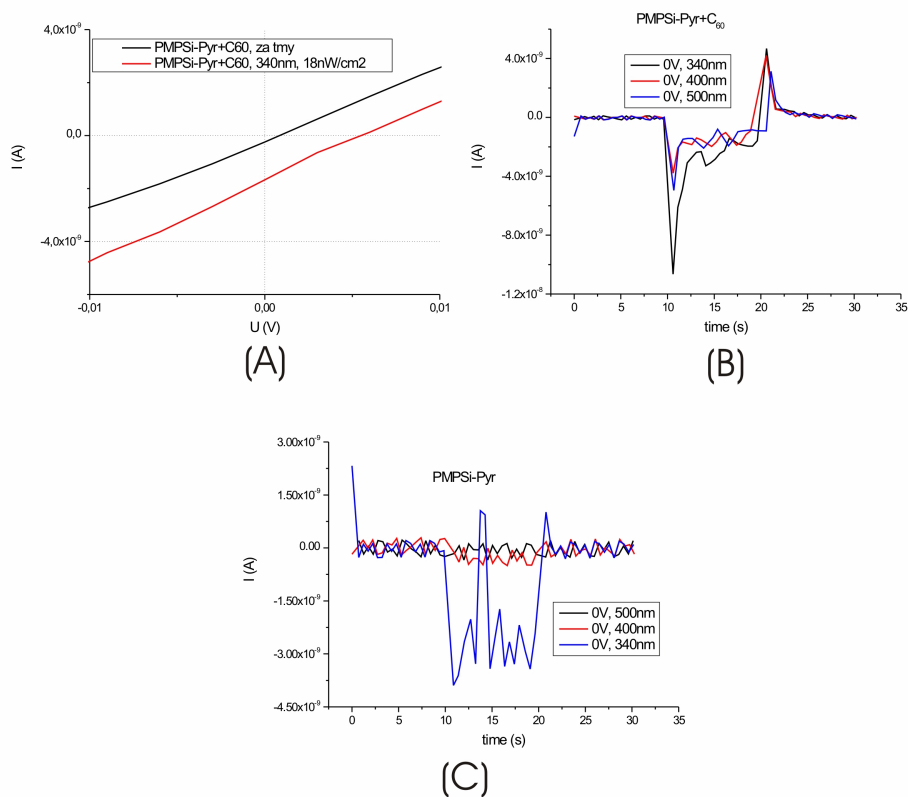 4,0x10⁻⁹
0,0
-4,0x10⁻⁹
I (A)
PMPSi-Pyr+C60, za tmy
PMPSi-Pyr+C60, 340nm, 18nW/cm2
-0,01
0,00
0,01
U (V)
(A)
PMPSi-Pyr+C₆₀
4.0x10⁻⁹
0.0
-4.0x10⁻⁹
-8.0x10⁻⁹
-1.2x10⁻⁸
I (A)
0V, 340nm
0V, 400nm
0V, 500nm
0 5 10 15 20 25 30 35
time (s)
(B)
3.00x10⁻⁹
1.50x10⁻⁹
0.00
-1.50x10⁻⁹
-3.00x10⁻⁹
-4.50x10⁻⁹
I (A)
PMPSi-Pyr
0V, 500nm
0V, 400nm
0V, 340nm
0 5 10 15 20 25 30 35
time (s)
(C)